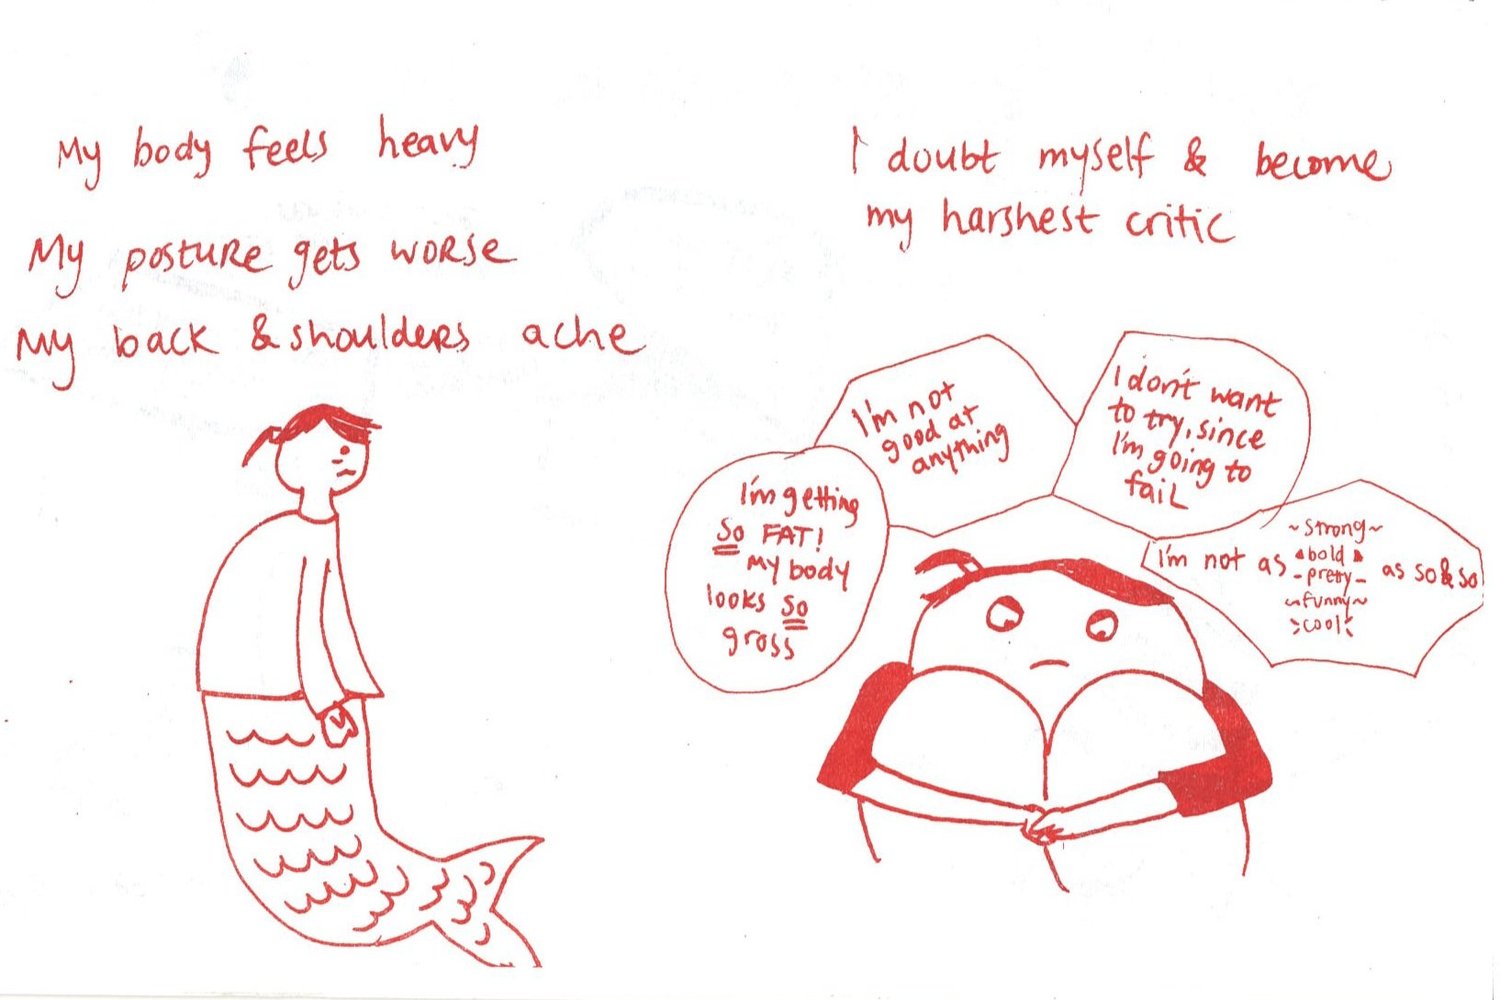 My body feels heavy
My posture gets worse
My back & shoulders ache
I doubt myself & become
my harshest critic
I'm getting
So FAT!
My body
looks So
gross
I'm not
good at
anything
I don't want
to try, since
I'm going to
fail
~strong~
bold
I'm not as -pretty- as so & so
~funny~
cool